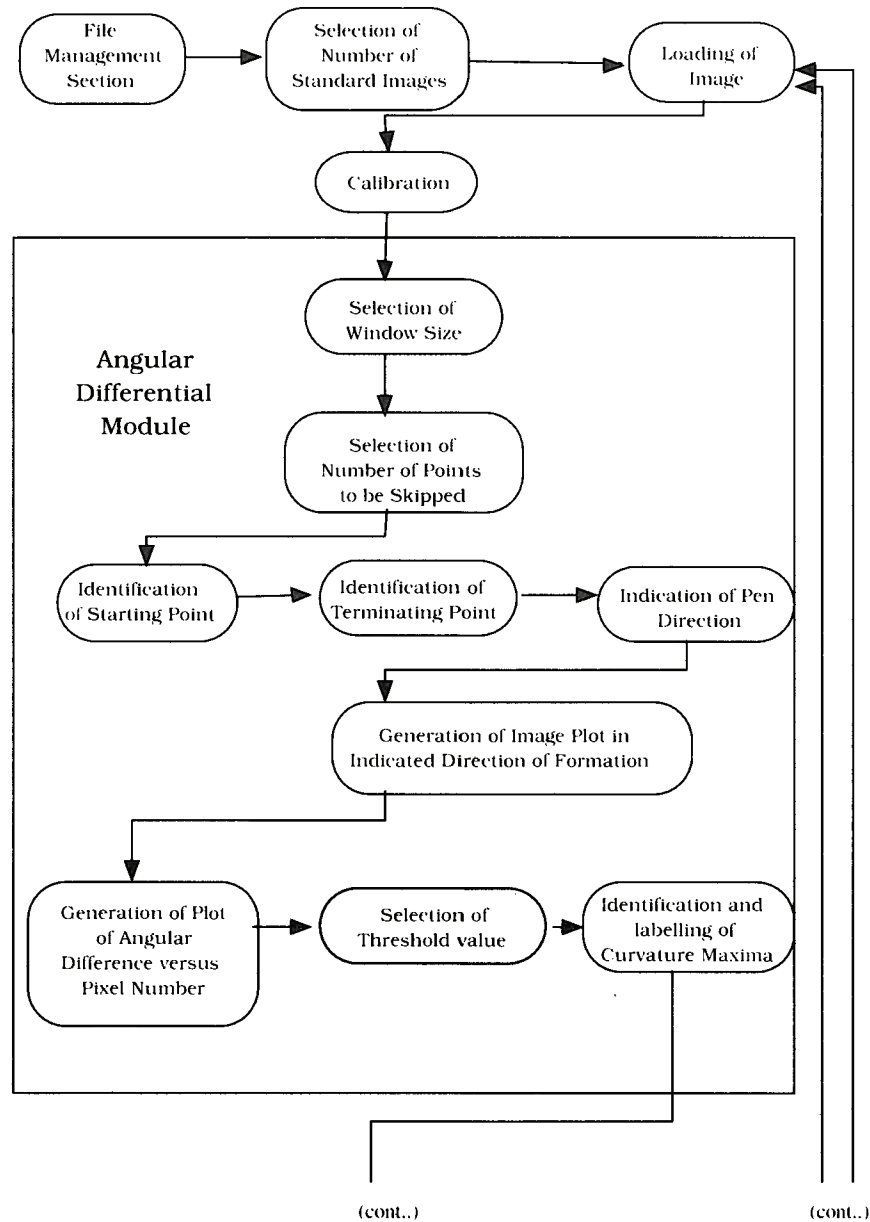 File
Management
Section
Selection of
Number of
Standard Images
Loading of
Image
Calibration
Selection of
Window Size
Angular
Differential
Module
Selection of
Number of Points
to be Skipped
Identification
of Starting Point
Identification of
Terminating Point
Indication of Pen
Direction
Generation of Image Plot in
Indicated Direction of Formation
Generation of Plot
of Angular
Difference versus
Pixel Number
Selection of
Threshold value
Identification and
labelling of
Curvature Maxima
(cont..)
(cont..)